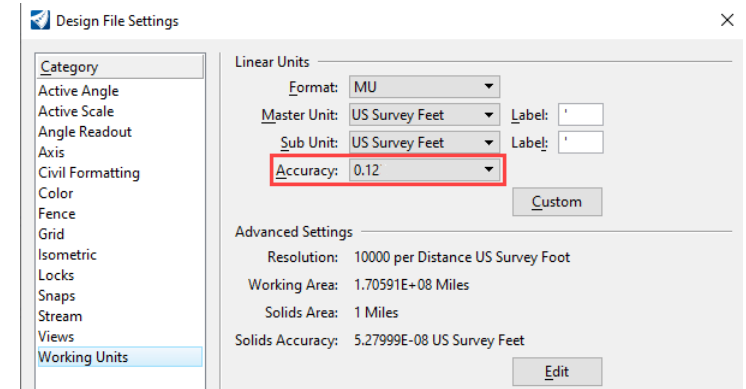 Design File Settings
Category
Active Angle
Active Scale
Angle Readout
Axis
Civil Formatting
Color
Fence
Grid
Isometric
Locks
Snaps
Stream
Views
Working Units
Linear Units
Format: MU
Master Unit: US Survey Feet Label: '
Sub Unit: US Survey Feet Label: '
Accuracy: 0.12
Custom
Advanced Settings
Resolution: 10000 per Distance US Survey Foot
Working Area: 1.70591E+08 Miles
Solids Area: 1 Miles
Solids Accuracy: 5.27999E-08 US Survey Feet
Edit